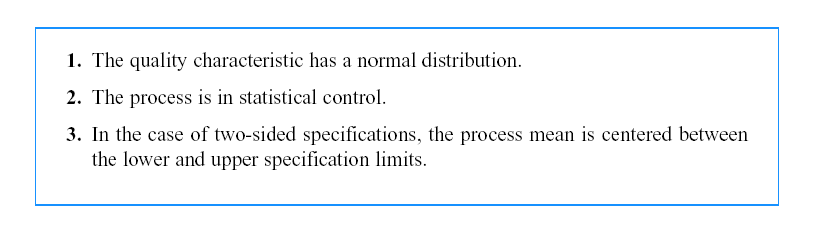 1. The quality characteristic has a normal distribution.
2. The process is in statistical control.
3. In the case of two-sided specifications, the process mean is centered between
the lower and upper specification limits.